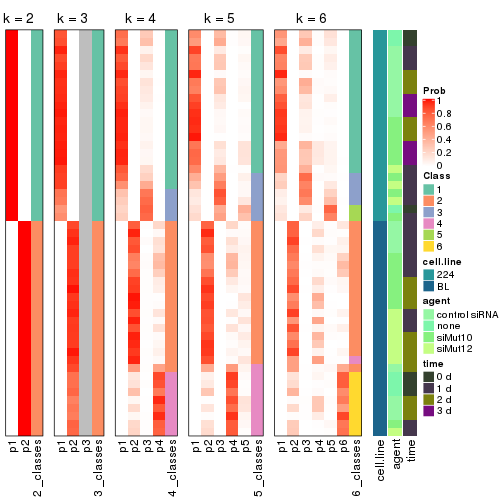 k = 2 k = 3 k = 4 k = 5 k = 6
Prob
1
0.8
0.6
0.4
0.2
0
Class
1
2
3
4
5
6
cell.line
224
BL
agent
control siRNA
none
siMut10
siMut12
time
0 d
1 d
2 d
3 d
p1 p2 2_classes p1 p2 p3 3_classes p1 p2 p3 p4 4_classes p1 p2 p3 p4 p5 5_classes p1 p2 p3 p4 p5 p6 6_classes cell.line agent time